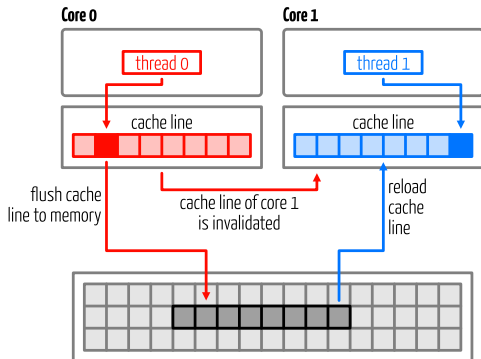 Core 0
Core 1
thread 0
thread 1
cache line
cache line
flush cache
line to memory
cache line of core 1
is invalidated
reload
cache
line